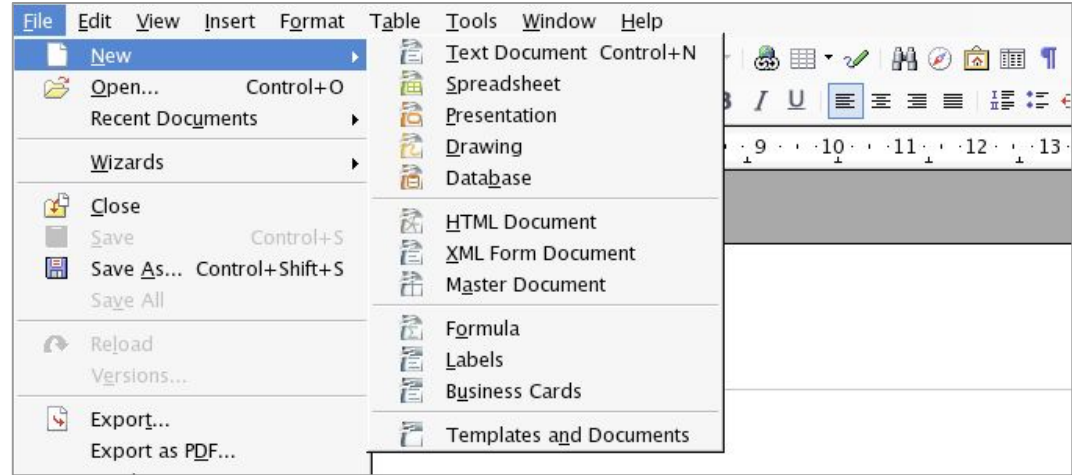 File Edit View Insert Format Table Tools Window Help
New
Open... Control+O
Recent Documents
Wizards
Close
Save Control+S
Save As... Control+Shift+S
Save All
Reload
Versions...
Export...
Export as PDF...
Text Document Control+N
Spreadsheet
Presentation
Drawing
Database
HTML Document
XML Form Document
Master Document
Formula
Labels
Business Cards
Templates and Documents
I U
9 10 11 12 13